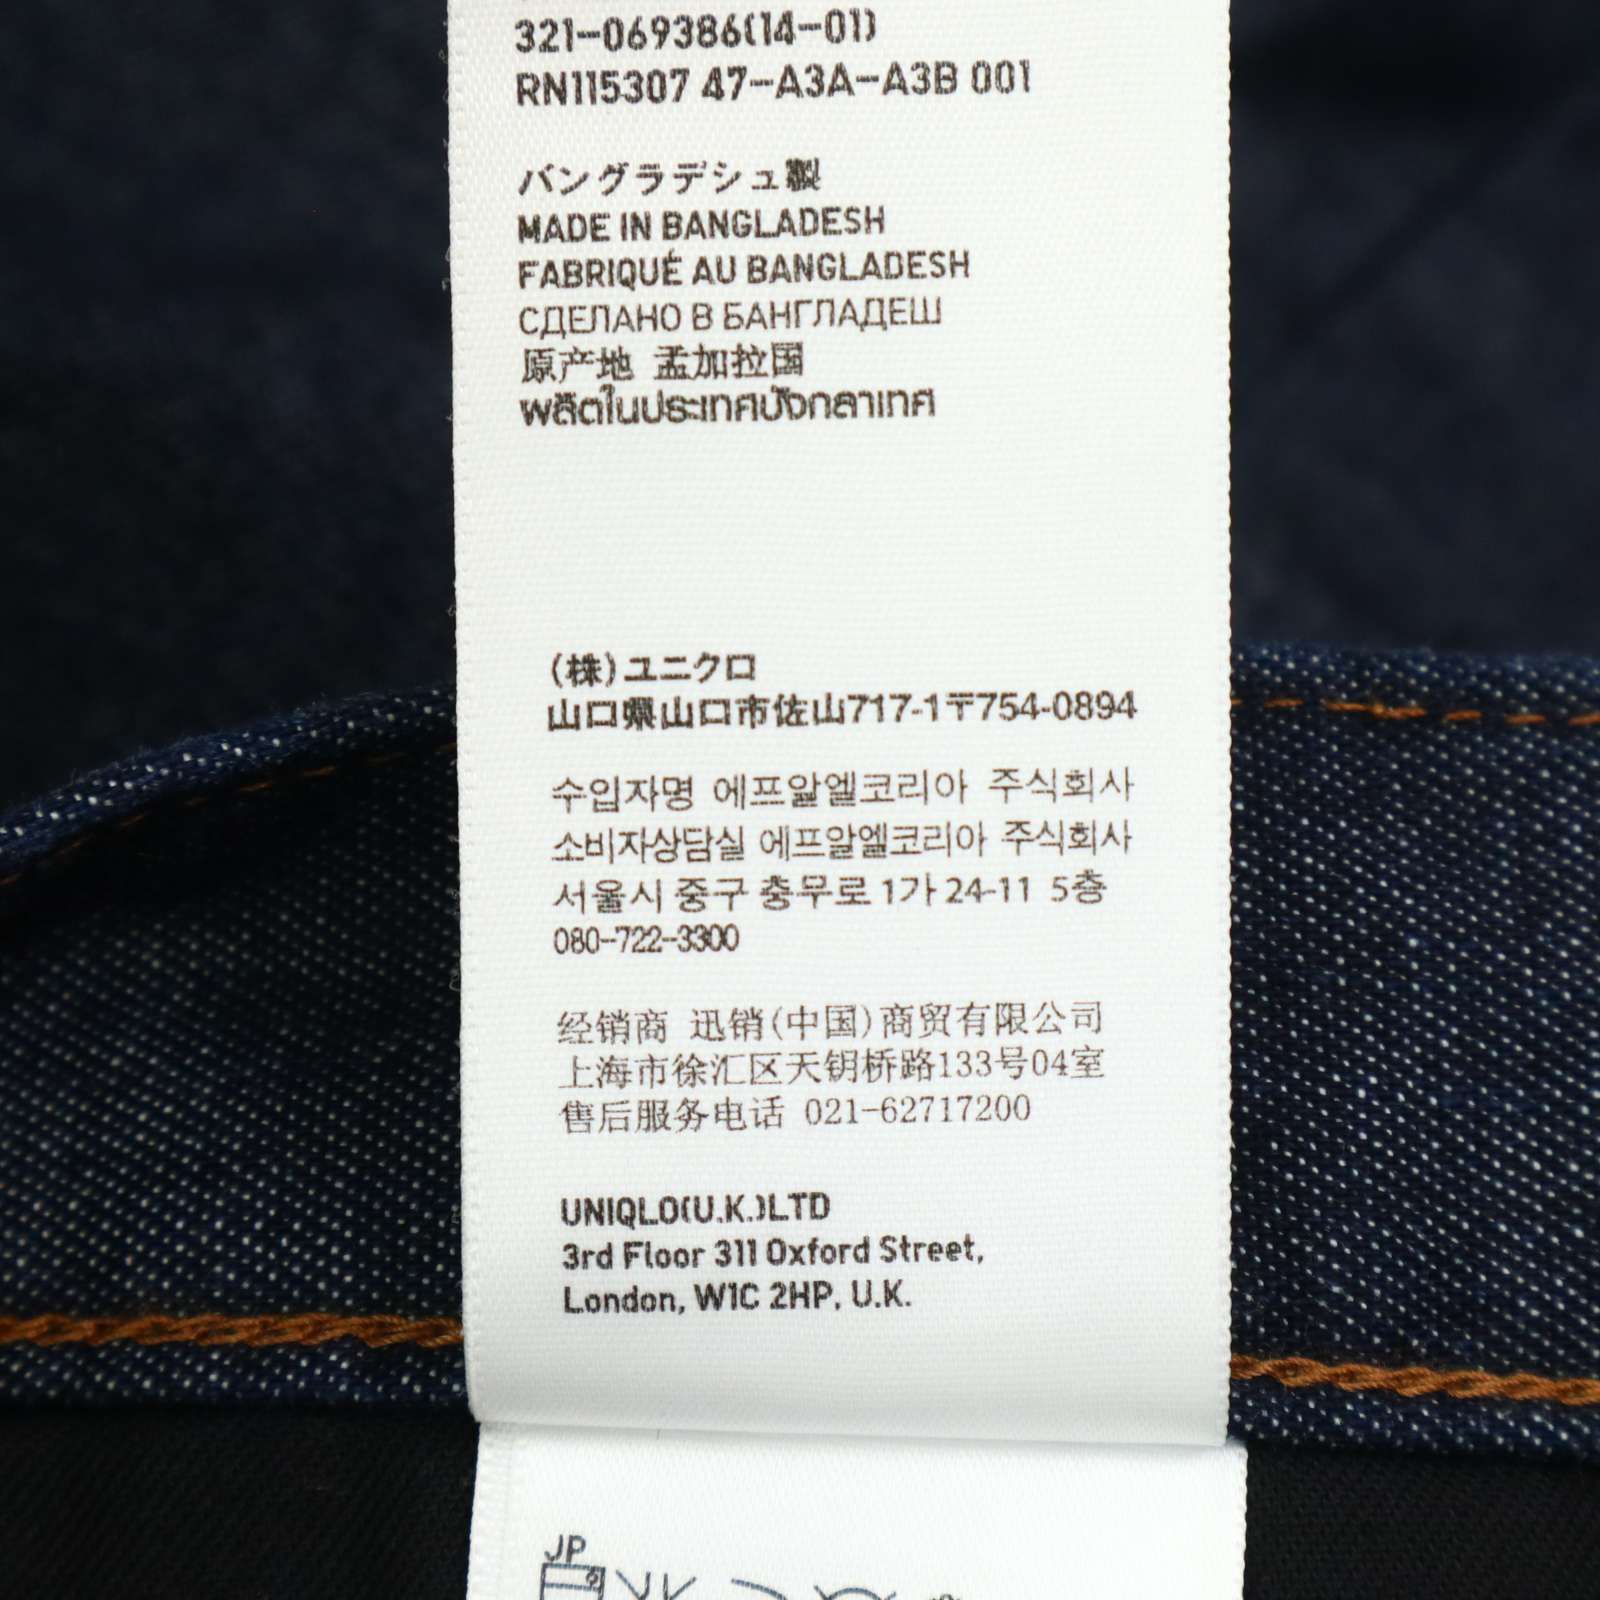 321-069386(14-01)
RN115307 47-A3A-A3B 001
バングラデシュ製
MADE IN BANGLADESH
FABRIQUÉ AU BANGLADESH
СДЕЛАНО В БАНГЛАДЕШ
原产地 孟加拉国
ผลิตในประเทศบังกลาเทศ
(株)ユニクロ
山口県山口市佐山717-1〒754-0894
수입자명 에프알엘코리아 주식회사
소비자상담실 에프알엘코리아 주식회사
서울시 중구 충무로 1가 24-11 5층
080-722-3300
经销商 迅销(中国)商贸有限公司
上海市徐汇区天钥桥路133号04室
售后服务电话 021-62717200
UNIQLO(U.K.)LTD
3rd Floor 311 Oxford Street,
London, W1C 2HP, U.K.
JP